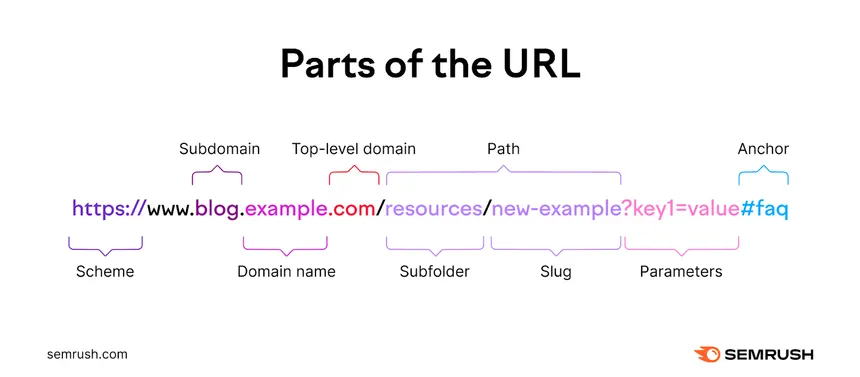 Parts of the URL
Subdomain Top-level domain Path Anchor
https://www.blog.example.com/resources/new-example?key1=value#faq
Scheme Domain name Subfolder Slug Parameters
semrush.com SEMRUSH